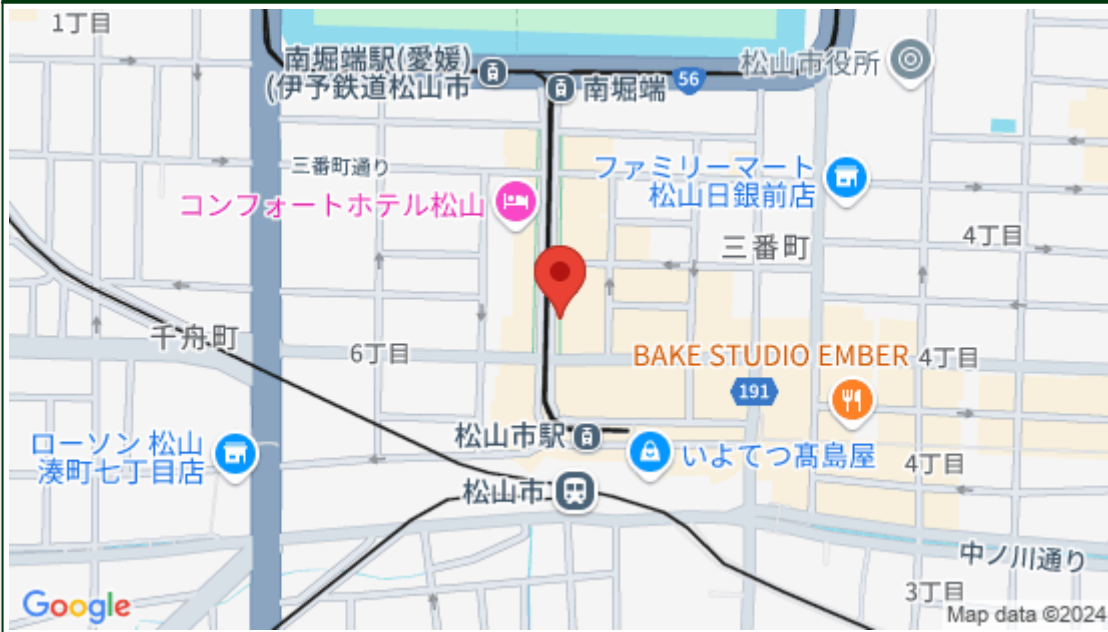 1丁目
南堀端駅(愛媛)
(伊予鉄道松山市
南堀端
56
松山市役所
三番町通り
ファミリーマート
松山日銀前店
コンフォートホテル松山
三番町
4丁目
千舟町
6丁目
BAKE STUDIO EMBER
4丁目
191
松山市駅
いよてつ髙島屋
ローソン 松山
湊町七丁目店
4丁目
松山市
中ノ川通り
3丁目
Google
Map data ©2024